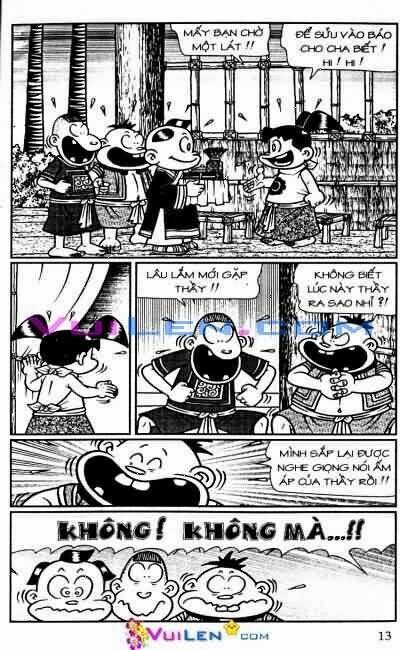 MẤY BẠN CHỜ
MỘT LÁT!!
ĐỂ SỬU VÀO BÁO
CHO CHA BIẾT!
HI! HI!
LÂU LẮM MỚI GẶP
THẦY!!
KHÔNG BIẾT
LÚC NÀY THẦY
RA SAO NHỈ?!
VUILEN.COM
MÌNH SẮP LẠI ĐƯỢC
NGHE GIỌNG NÓI ẤM
ÁP CỦA THẦY RỒI!
KHÔNG! KHÔNG MÀ...!!
13
VUILEN.COM